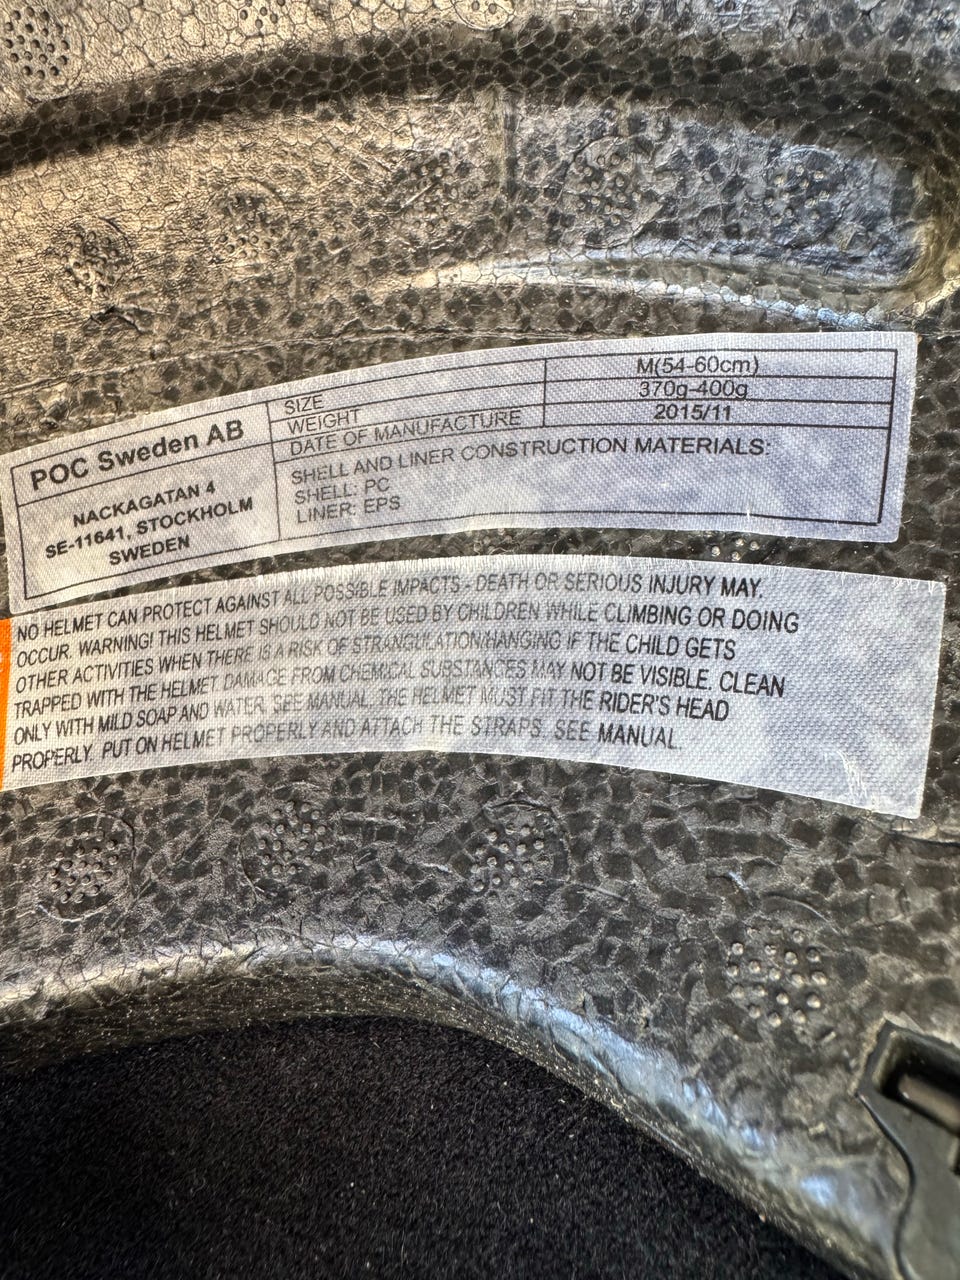 POC Sweden AB
NACKAGATAN 4
SE-11641, STOCKHOLM
SWEDEN
SIZE M(54-60cm)
WEIGHT 370g-400g
DATE OF MANUFACTURE 2015/11
SHELL AND LINER CONSTRUCTION MATERIALS:
SHELL: PC
LINER: EPS
NO HELMET CAN PROTECT AGAINST ALL POSSIBLE IMPACTS - DEATH OR SERIOUS INJURY MAY.
OCCUR. WARNING! THIS HELMET SHOULD NOT BE USED BY CHILDREN WHILE CLIMBING OR DOING
OTHER ACTIVITIES WHEN THERE IS A RISK OF STRANGULATION/HANGING IF THE CHILD GETS
TRAPPED WITH THE HELMET. DAMAGE FROM CHEMICAL SUBSTANCES MAY NOT BE VISIBLE. CLEAN
ONLY WITH MILD SOAP AND WATER. SEE MANUAL. THE HELMET MUST FIT THE RIDER'S HEAD
PROPERLY. PUT ON HELMET PROPERLY AND ATTACH THE STRAPS. SEE MANUAL.